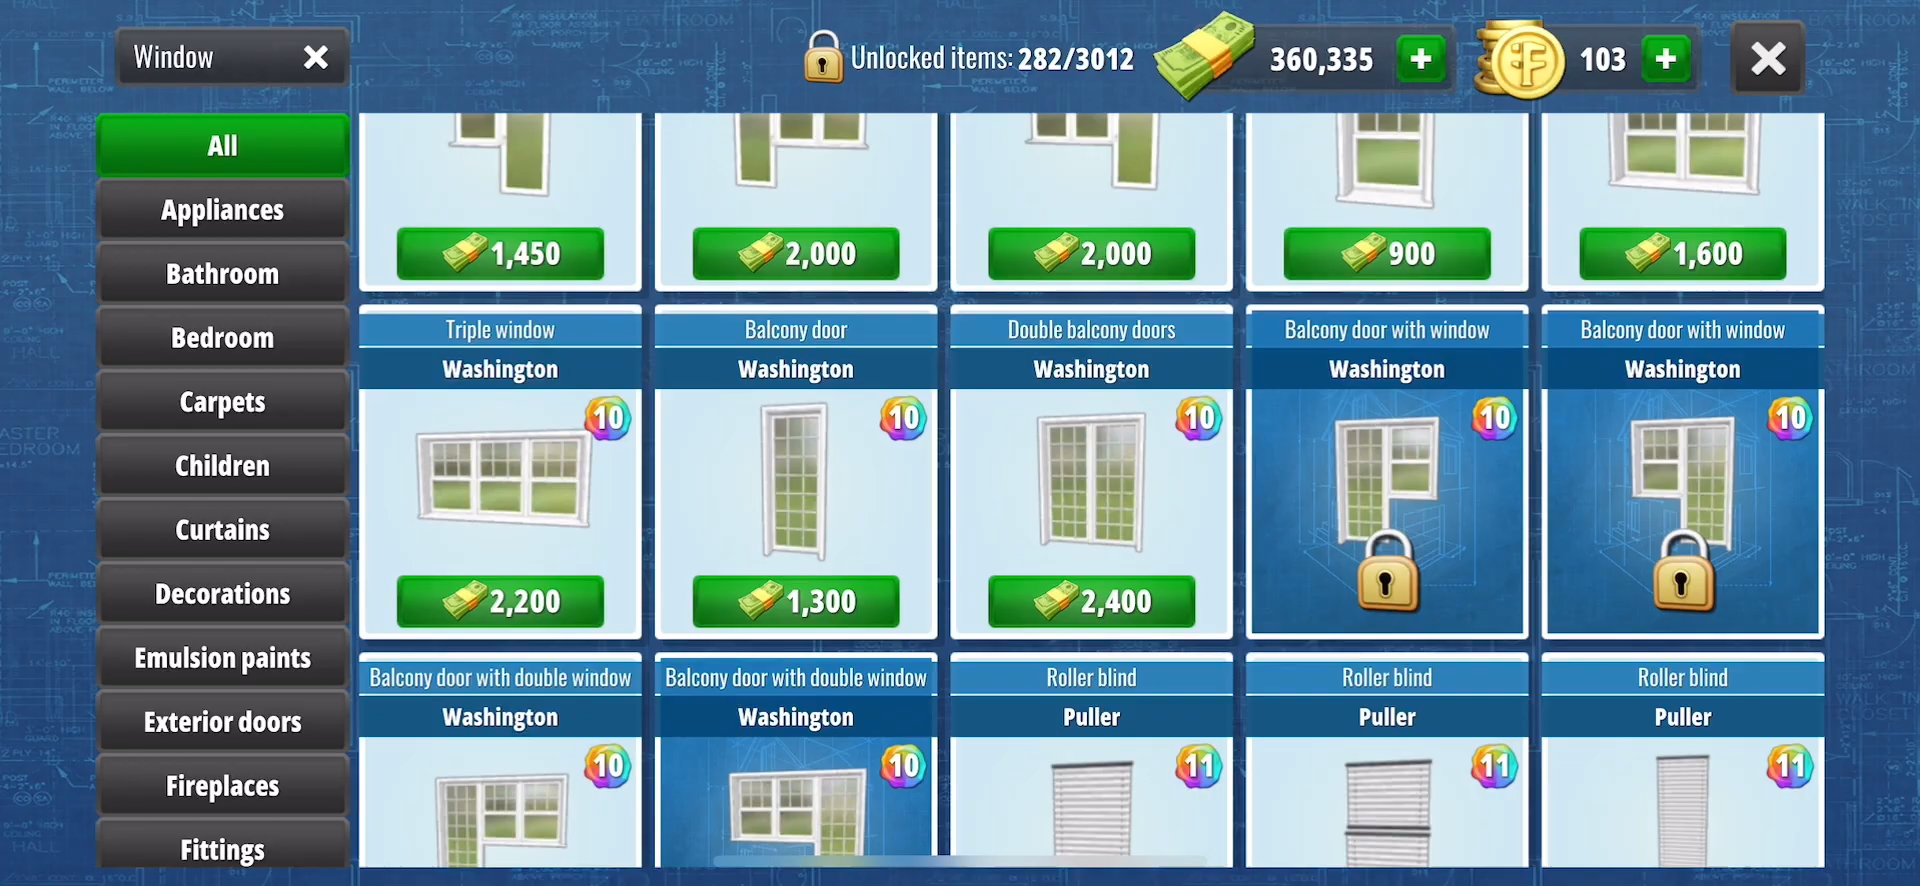 Window
Unlocked items: 282/3012
360,335
103
All
Appliances
Bathroom
Bedroom
Carpets
Children
Curtains
Decorations
Emulsion paints
Exterior doors
Fireplaces
Fittings
1,450
2,000
2,000
900
1,600
Triple window
Washington
10
2,200
Balcony door
Washington
10
1,300
Double balcony doors
Washington
10
2,400
Balcony door with window
Washington
10
Balcony door with window
Washington
10
Balcony door with double window
Washington
10
Balcony door with double window
Washington
10
Roller blind
Puller
11
Roller blind
Puller
11
Roller blind
Puller
11